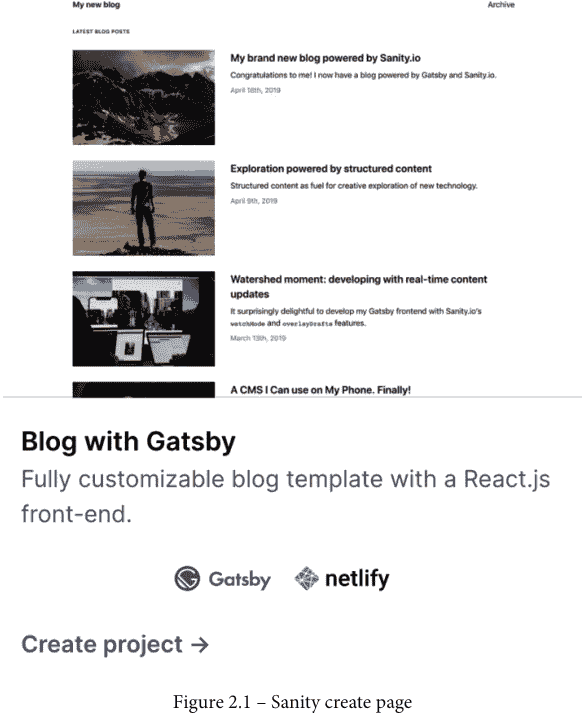 My new blog
Archive
LATEST BLOG POSTS
My brand new blog powered by Sanity.io
Congratulations to me! I now have a blog powered by Gatsby and Sanity.io.
April 16th, 2019
Exploration powered by structured content
Structured content as fuel for creative exploration of new technology.
April 9th, 2019
Watershed moment: developing with real-time content
updates
It surprisingly delightful to develop my Gatsby frontend with Sanity.io's
watchMode and overlayDrafts features.
March 13th, 2019
A CMS I Can use on My Phone. Finally!
Blog with Gatsby
Fully customizable blog template with a React.js
front-end.
Gatsby netlify
Create project →
Figure 2.1 – Sanity create page